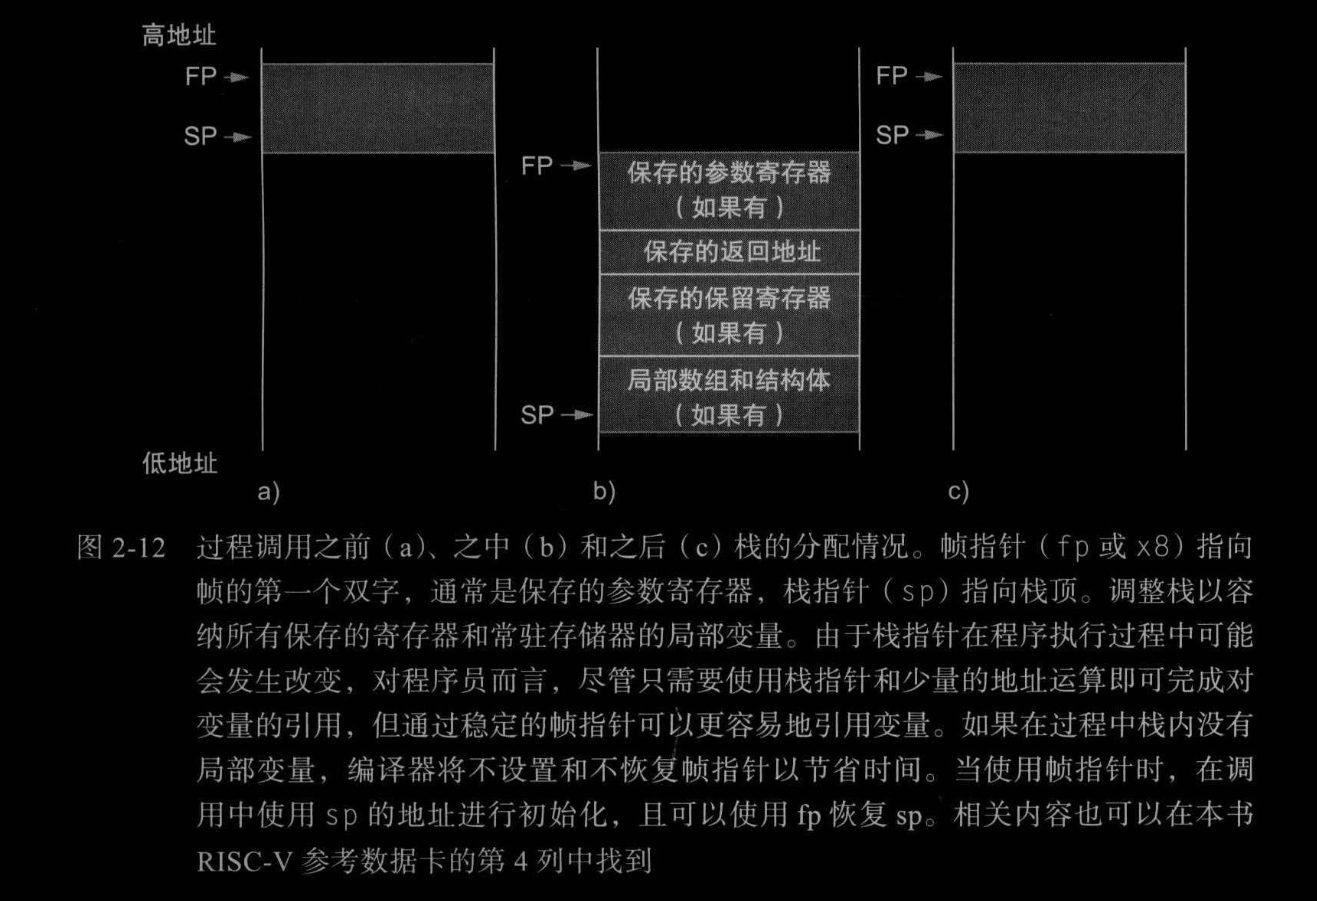 高地址
FP
SP
FP
SP
FP
SP
保存的参数寄存器
（如果有）
保存的返回地址
保存的保留寄存器
（如果有）
局部数组和结构体
（如果有）
低地址
a)
b)
c)
图 2-12 过程调用之前（a）、之中（b）和之后（c）栈的分配情况。帧指针（fp 或 x8）指向
帧的第一个双字，通常是保存的参数寄存器，栈指针（sp）指向栈顶。调整栈以容
纳所有保存的寄存器和常驻存储器的局部变量。由于栈指针在程序执行过程中可能
会发生改变，对程序员而言，尽管只需要使用栈指针和少量的地址运算即可完成对
变量的引用，但通过稳定的帧指针可以更容易地引用变量。如果在过程中栈内没有
局部变量，编译器将不设置和不恢复帧指针以节省时间。当使用帧指针时，在调
用中使用 sp 的地址进行初始化，且可以使用 fp 恢复 sp。相关内容也可以在本书
RISC-V 参考数据卡的第 4 列中找到